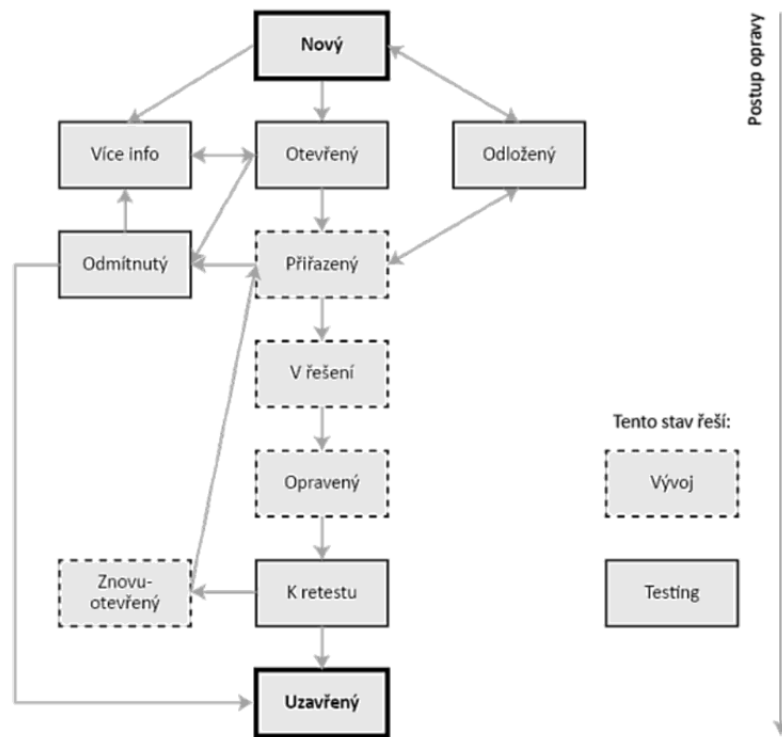 Nový
Postup opravy
Více info
Otevřený
Odložený
Odmítnutý
Přiřazený
V řešení
Tento stav řeší:
Opravený
Vývoj
Znovu-
otevřený
K retestu
Testing
Uzavřený